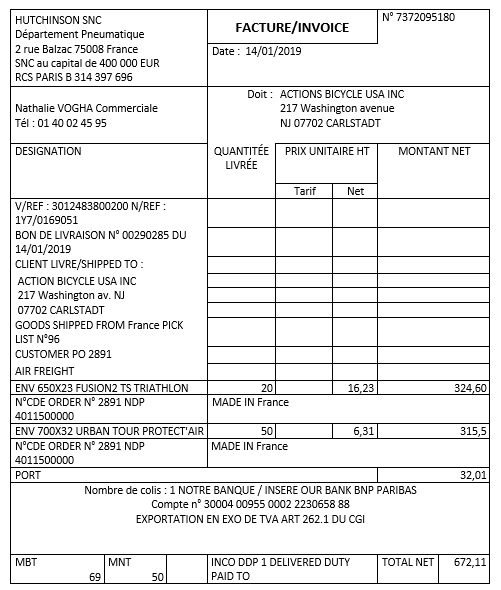 HUTCHINSON SNC
Département Pneumatique
2 rue Balzac 75008 France
SNC au capital de 400 000 EUR
RCS PARIS B 314 397 696
FACTURE/INVOICE
N° 7372095180
Date : 14/01/2019
Nathalie VOGHA Commerciale
Tél : 01 40 02 45 95
Doit : ACTIONS BICYCLE USA INC
217 Washington avenue
NJ 07702 CARLSTADT
DESIGNATION
QUANTITÉE
LIVRÉE
PRIX UNITAIRE HT
MONTANT NET
Tarif
Net
V/REF : 3012483800200 N/REF :
1Y7/0169051
BON DE LIVRAISON N° 00290285 DU
14/01/2019
CLIENT LIVRE/SHIPPED TO :
ACTION BICYCLE USA INC
217 Washington av. NJ
07702 CARLSTADT
GOODS SHIPPED FROM France PICK
LIST N°96
CUSTOMER PO 2891
AIR FREIGHT
ENV 650X23 FUSION2 TS TRIATHLON 20 16,23 324,60
N°CDE ORDER N° 2891 NDP
4011500000
MADE IN France
ENV 700X32 URBAN TOUR PROTECT'AIR 50 6,31 315,5
N°CDE ORDER N° 2891 NDP
4011500000
MADE IN France
PORT 32,01
Nombre de colis : 1 NOTRE BANQUE / INSERE OUR BANK BNP PARIBAS
Compte n° 30004 00955 0002 2230658 88
EXPORTATION EN EXO DE TVA ART 262.1 DU CGI
MBT
69
MNT
50
INCO DDP 1 DELIVERED DUTY
PAID TO
TOTAL NET 672,11